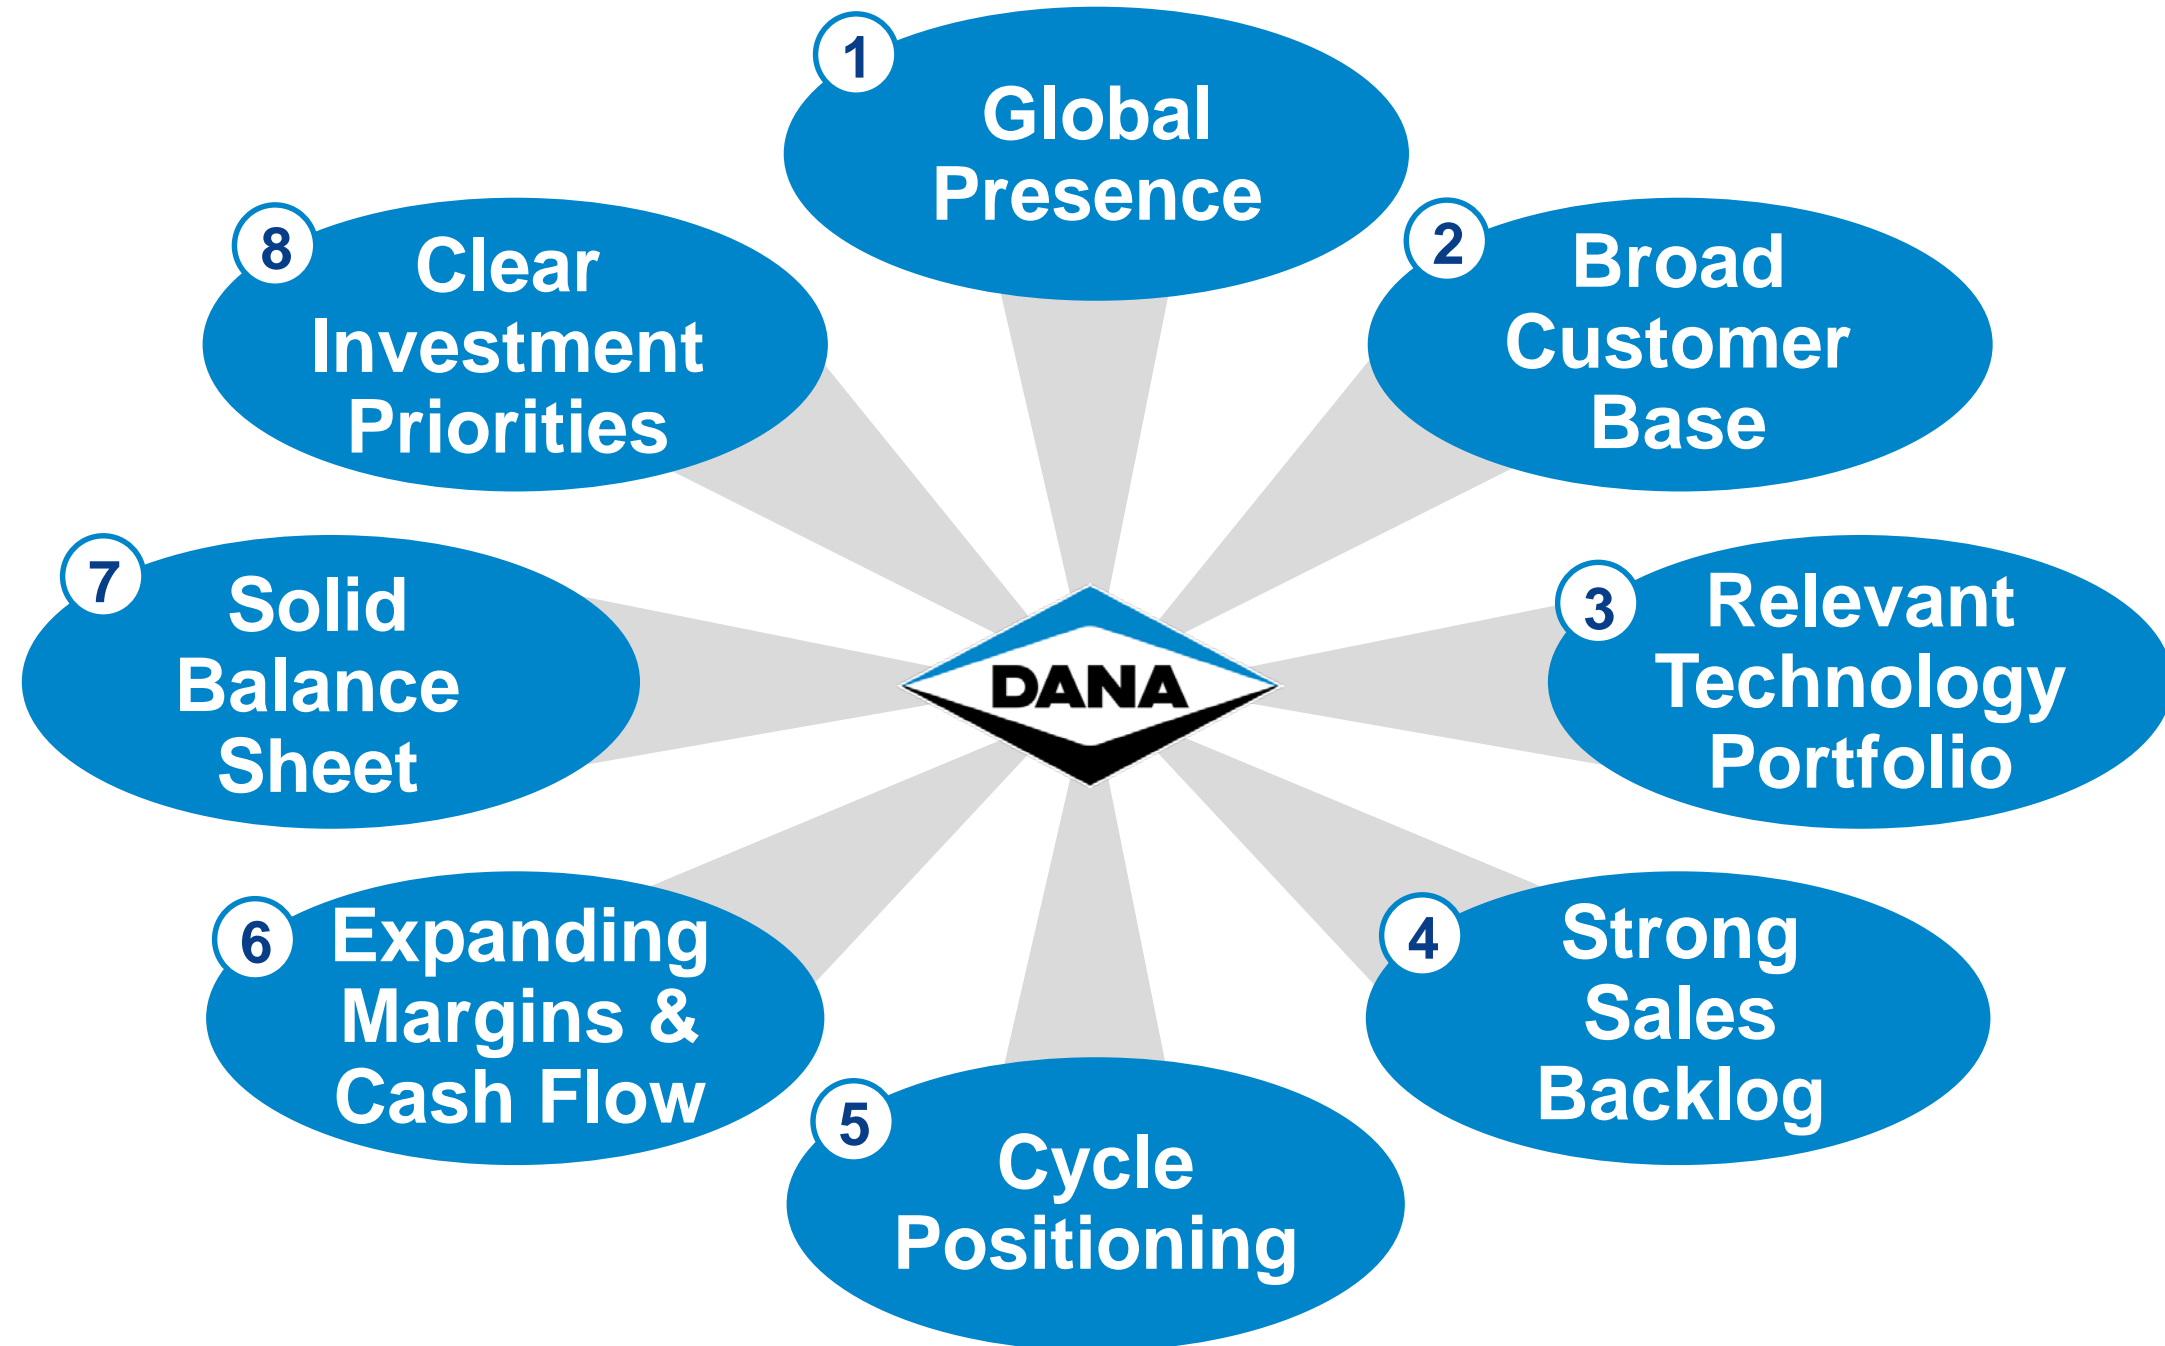 1
Global
Presence
2
Broad
Customer
Base
3
Relevant
Technology
Portfolio
4
Strong
Sales
Backlog
5
Cycle
Positioning
6
Expanding
Margins &
Cash Flow
7
Solid
Balance
Sheet
8
Clear
Investment
Priorities
DANA